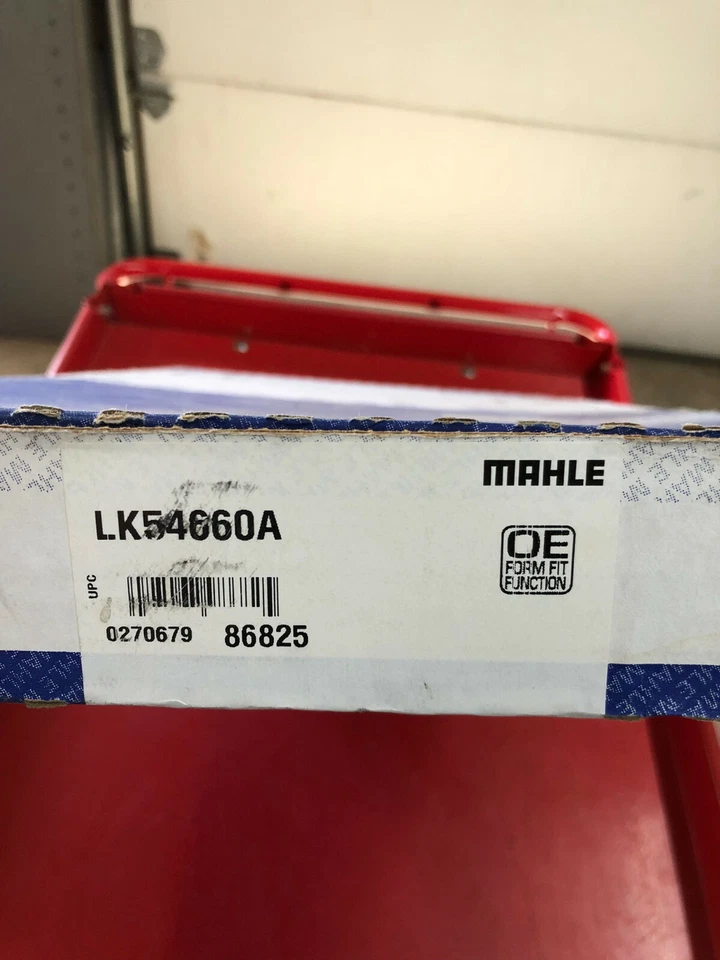 MAHLE
LK54660A
OE
FORM FIT
FUNCTION
UPC
0270679 86825